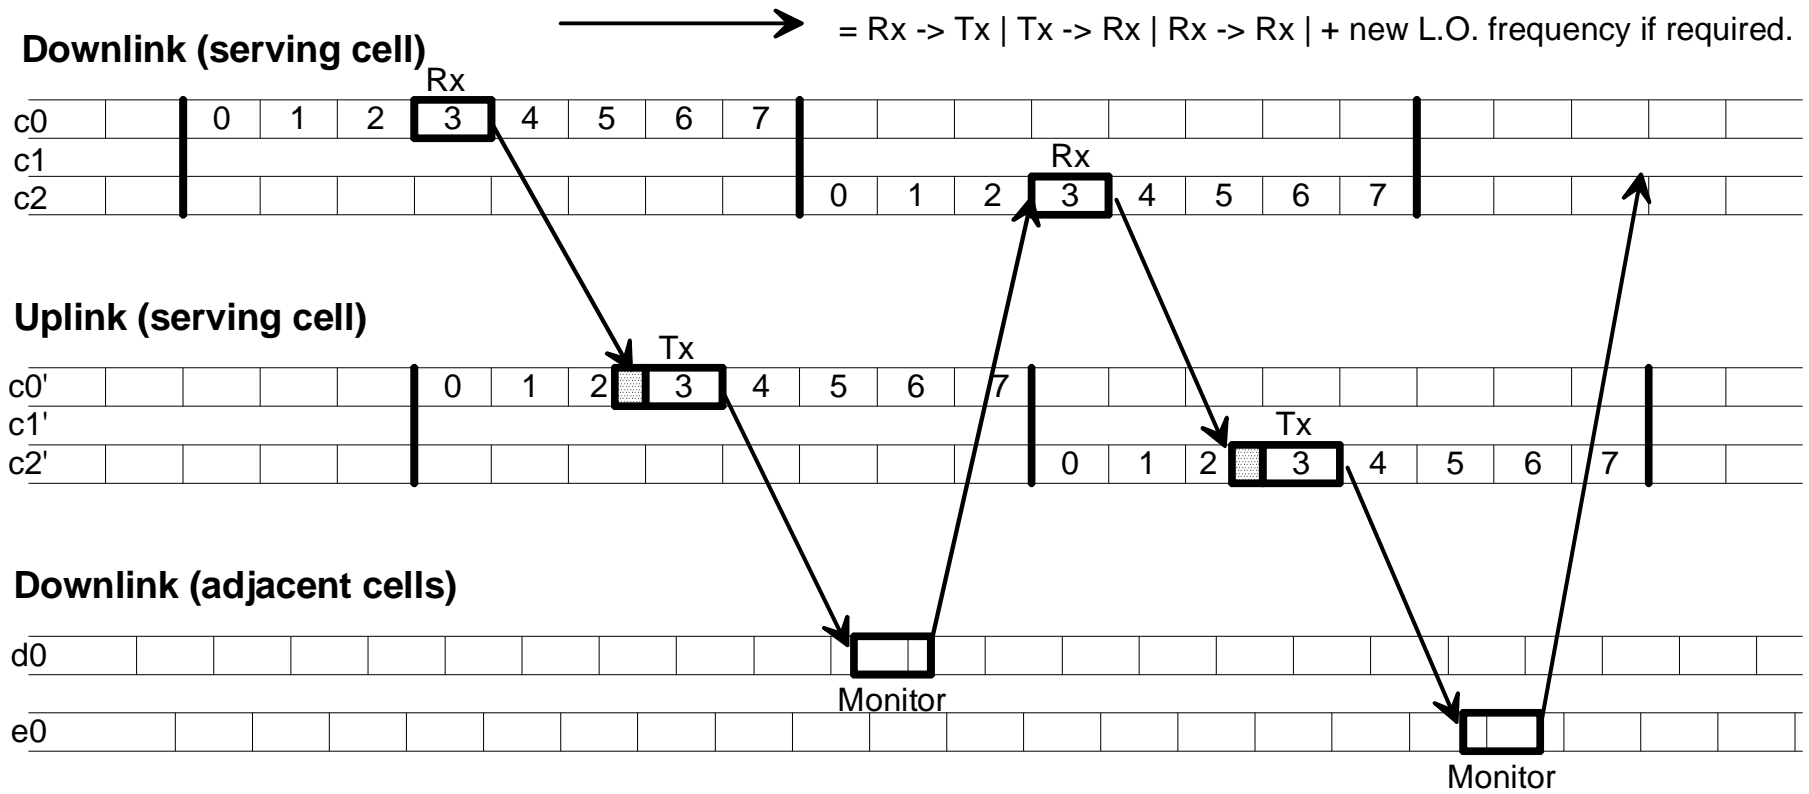 = Rx -> Tx | Tx -> Rx | Rx -> Rx | + new L.O. frequency if required.
Downlink (serving cell)
Rx
c0 0 1 2 3 4 5 6 7
c1 Rx
c2 0 1 2 3 4 5 6 7
Uplink (serving cell)
Tx
c0' 0 1 2 3 4 5 6 7
c1' Tx
c2' 0 1 2 3 4 5 6 7
Downlink (adjacent cells)
d0
Monitor
e0
Monitor